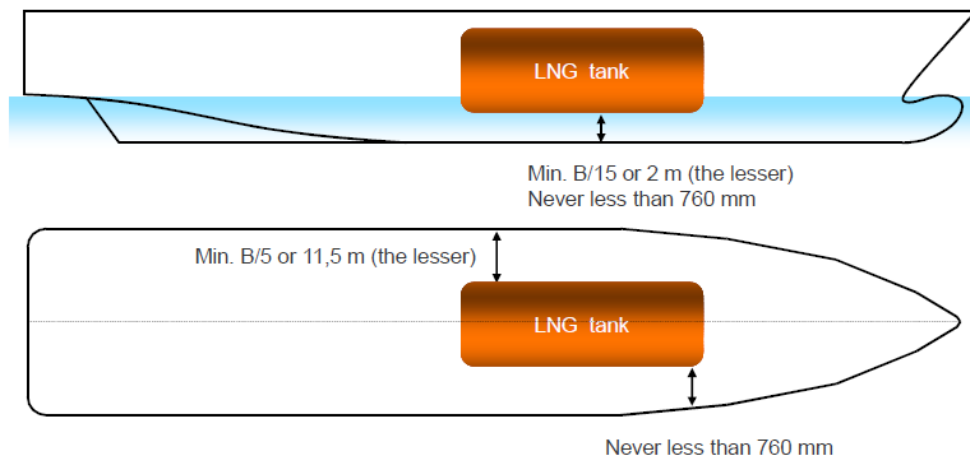 LNG tank
Min. B/15 or 2 m (the lesser)
Never less than 760 mm
Min. B/5 or 11,5 m (the lesser)
LNG tank
Never less than 760 mm